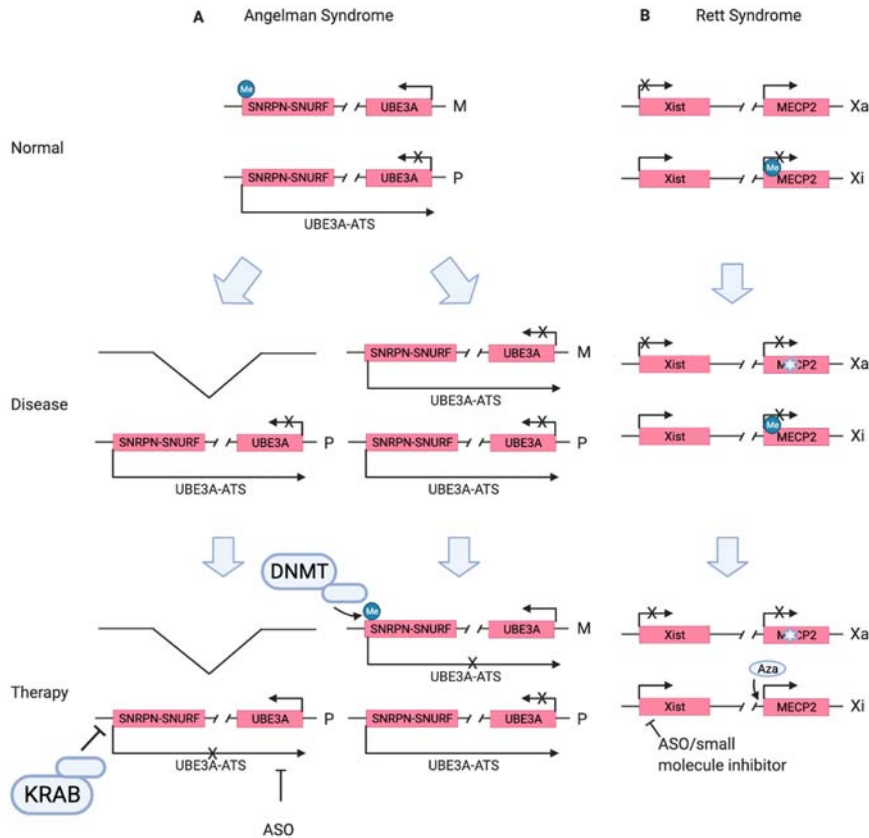 A Angelman Syndrome
B Rett Syndrome
Normal
Me
SNRPN-SNURF
UBE3A
M
X
SNRPN-SNURF
UBE3A
P
UBE3A-ATS
X
Xist
MECP2
Xa
X
Me
Xist
MECP2
Xi
Disease
X
SNRPN-SNURF
UBE3A
M
UBE3A-ATS
X
SNRPN-SNURF
UBE3A
P
UBE3A-ATS
X
SNRPN-SNURF
UBE3A
P
UBE3A-ATS
X
X
Xist
MECP2
Xa
X
Me
Xist
MECP2
Xi
Therapy
DNMT
Me
SNRPN-SNURF
UBE3A
M
X
UBE3A-ATS
SNRPN-SNURF
UBE3A
P
X
UBE3A-ATS
KRAB
ASO
X
SNRPN-SNURF
UBE3A
P
UBE3A-ATS
X
X
Xist
MECP2
Xa
Aza
Xist
MECP2
Xi
ASO/small
molecule inhibitor